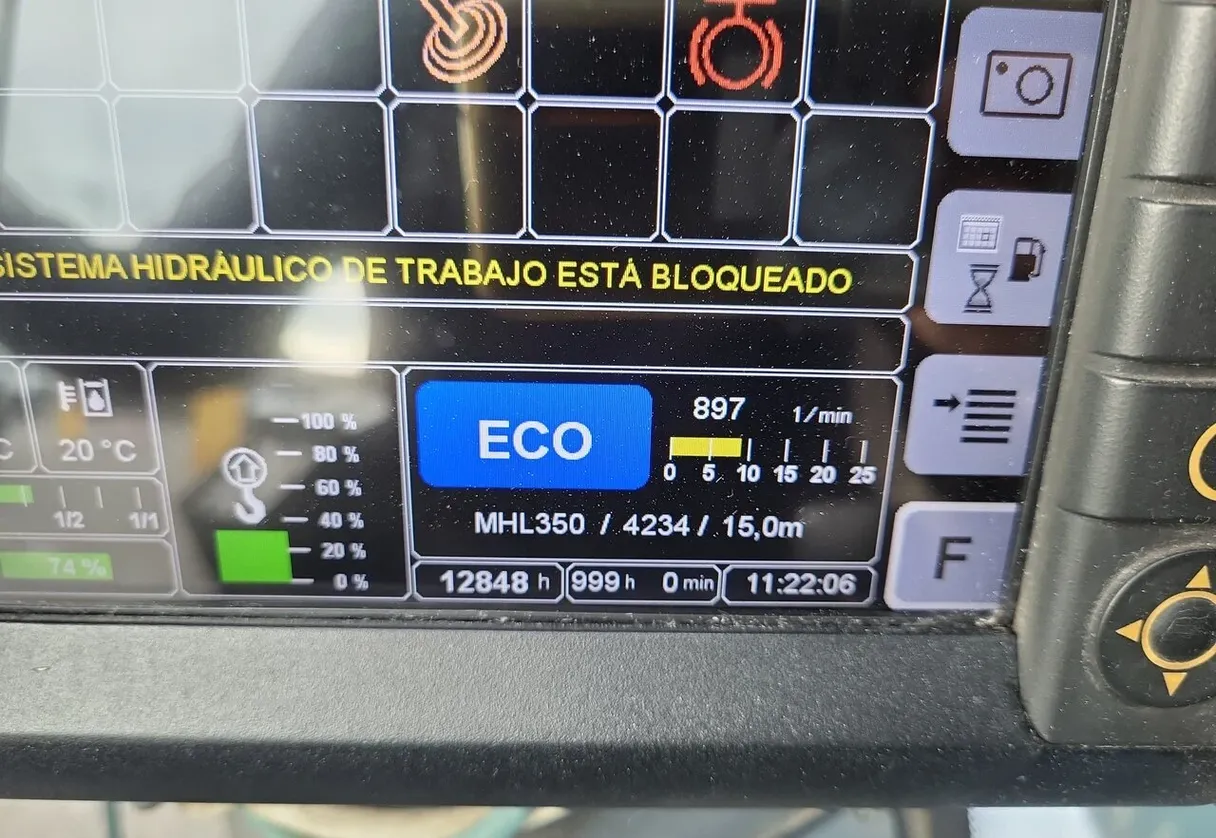 SISTEMA HIDRÁULICO DE TRABAJO ESTÁ BLOQUEADO
C
20 °C
1/2 1/1
74 %
100 %
80 %
60 %
40 %
20 %
0 %
ECO
897 1/min
0 5 10 15 20 25
MHL350 / 4234 / 15,0m
12848 h 999 h 0 min 11:22:06
F